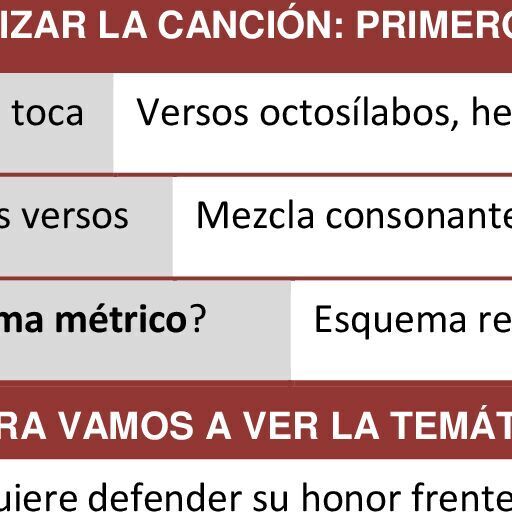 IZAR LA CANCIÓN: PRIMERO
toca Versos octosílabos, he
s versos Mezcla consonante
ma métrico? Esquema re
RA VAMOS A VER LA TEMÁT
uiere defender su honor frente